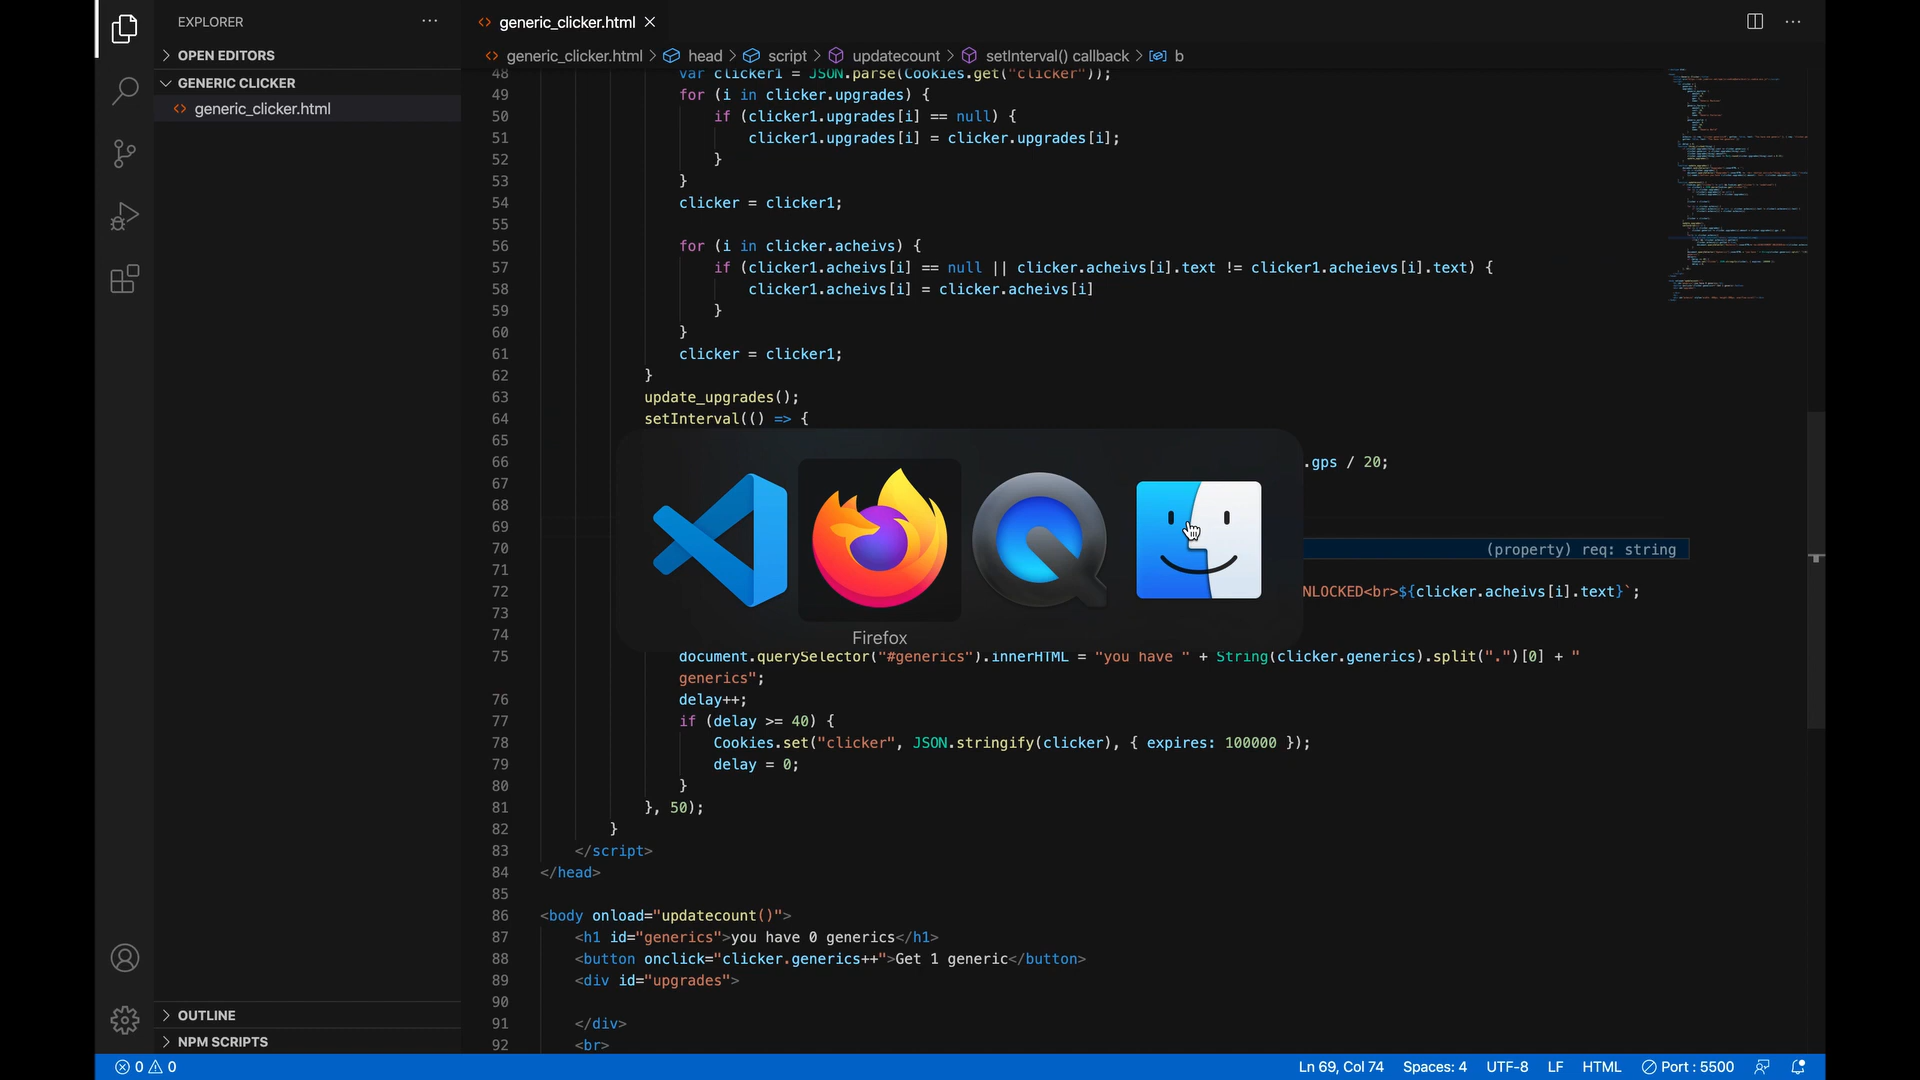 EXPLORER
···
generic_clicker.html
···
OPEN EDITORS
generic_clicker.html > head > script > updatecount > setInterval() callback > b
GENERIC CLICKER
generic_clicker.html
48 var clicker1 = JSON.parse(Cookies.get("clicker"));
49 for (i in clicker.upgrades) {
50 if (clicker1.upgrades[i] == null) {
51 clicker1.upgrades[i] = clicker.upgrades[i];
52 }
53 }
54 clicker = clicker1;
55
56 for (i in clicker.acheivs) {
57 if (clicker1.acheivs[i] == null || clicker.acheivs[i].text != clicker1.acheievs[i].text) {
58 clicker1.acheivs[i] = clicker.acheivs[i]
59 }
60 }
61 clicker = clicker1;
62 }
63 update_upgrades();
64 setInterval(() => {
65
66 .gps / 20;
67
68
69
70 (property) req: string
71
72 NLOCKED<br>${clicker.acheivs[i].text}`;
73
74
Firefox
75 document.querySelector("#generics").innerHTML = "you have " + String(clicker.generics).split(".")[0] + "
generics";
76 delay++;
77 if (delay >= 40) {
78 Cookies.set("clicker", JSON.stringify(clicker), { expires: 100000 });
79 delay = 0;
80 }
81 }, 50);
82 }
83 </script>
84 </head>
85
86 <body onload="updatecount()">
87 <h1 id="generics">you have 0 generics</h1>
88 <button onclick="clicker.generics++">Get 1 generic</button>
89 <div id="upgrades">
90
91 </div>
92 <br>
OUTLINE
NPM SCRIPTS
0 0
Ln 69, Col 74 Spaces: 4 UTF-8 LF HTML Port : 5500